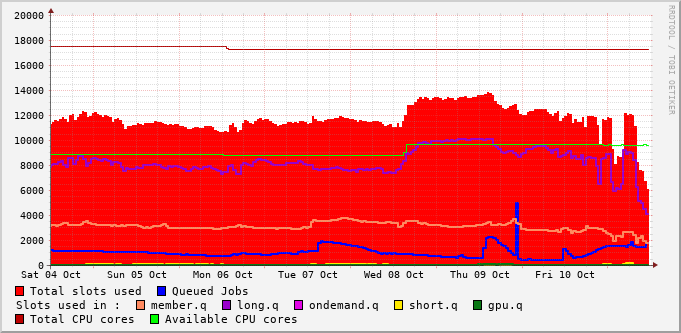 RRDTOOL / TOBI OETIKER
20000
18000
16000
14000
12000
10000
8000
6000
4000
2000
0
Sat 04 Oct Sun 05 Oct Mon 06 Oct Tue 07 Oct Wed 08 Oct Thu 09 Oct Fri 10 Oct
Total slots used Queued Jobs
Slots used in : member.q long.q ondemand.q short.q gpu.q
Total CPU cores Available CPU cores